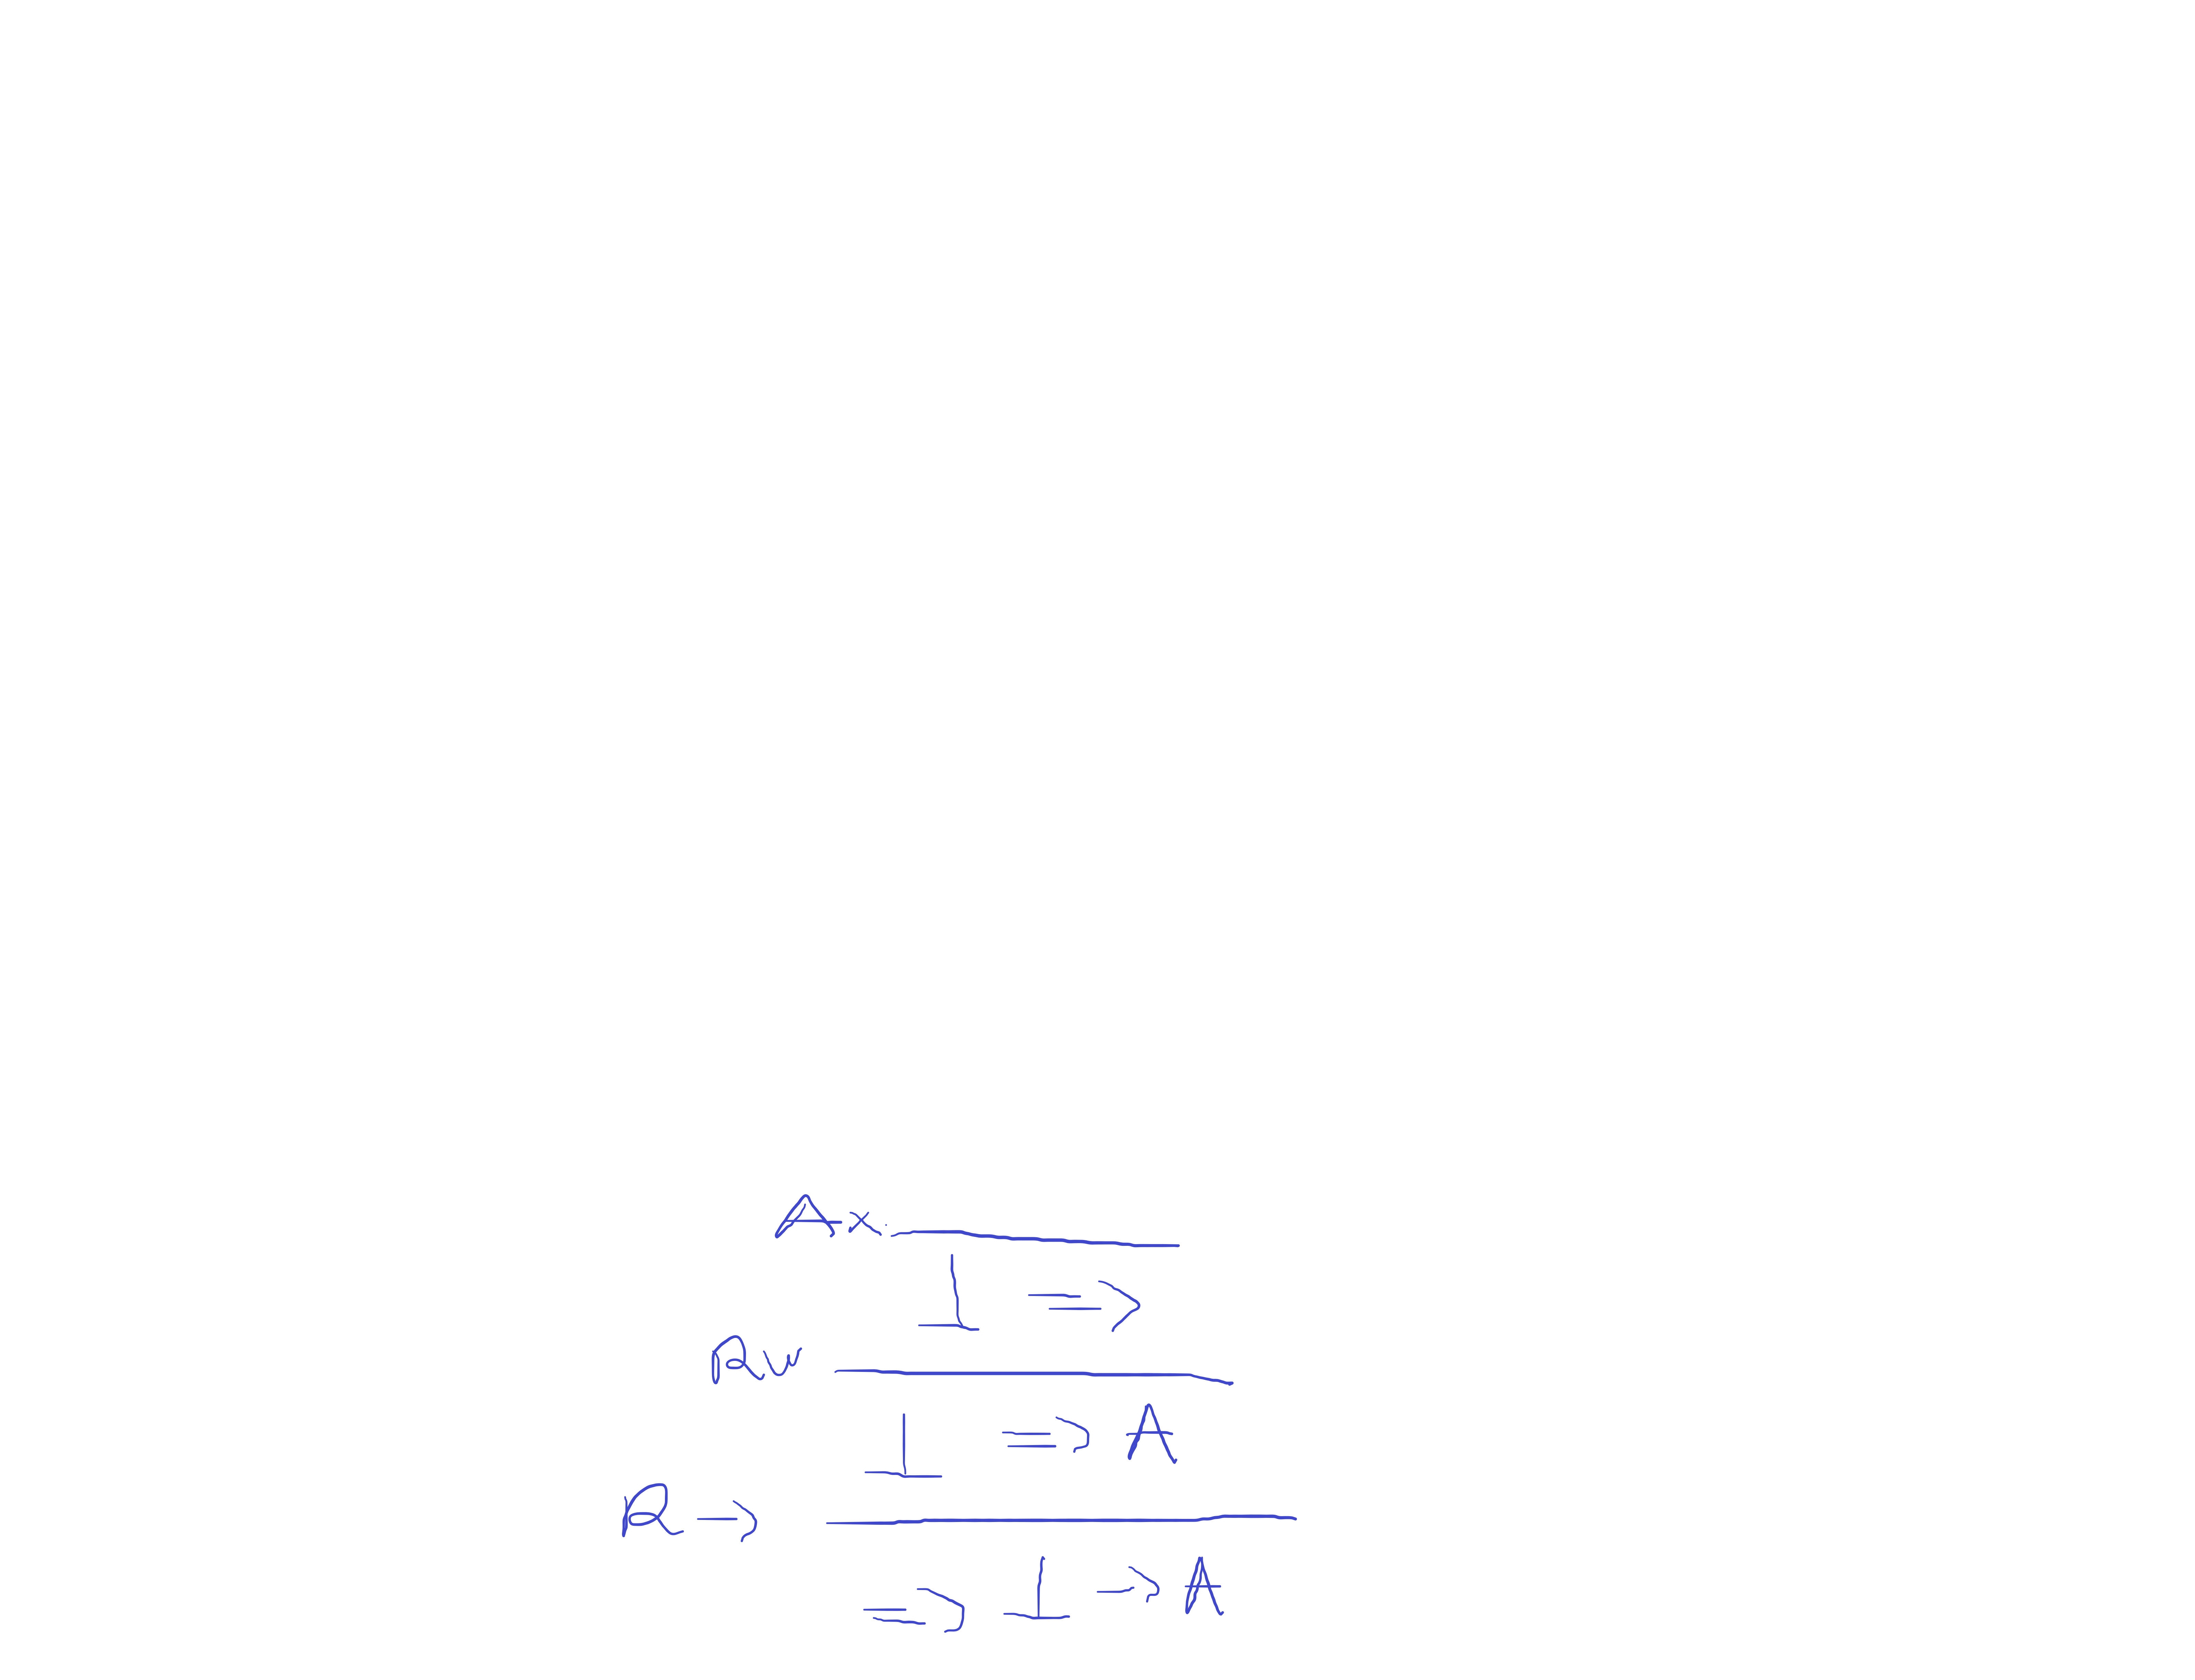 Ax.
⊥ ⇒
Rw
⊥ ⇒ A
R →
⇒ ⊥ → A